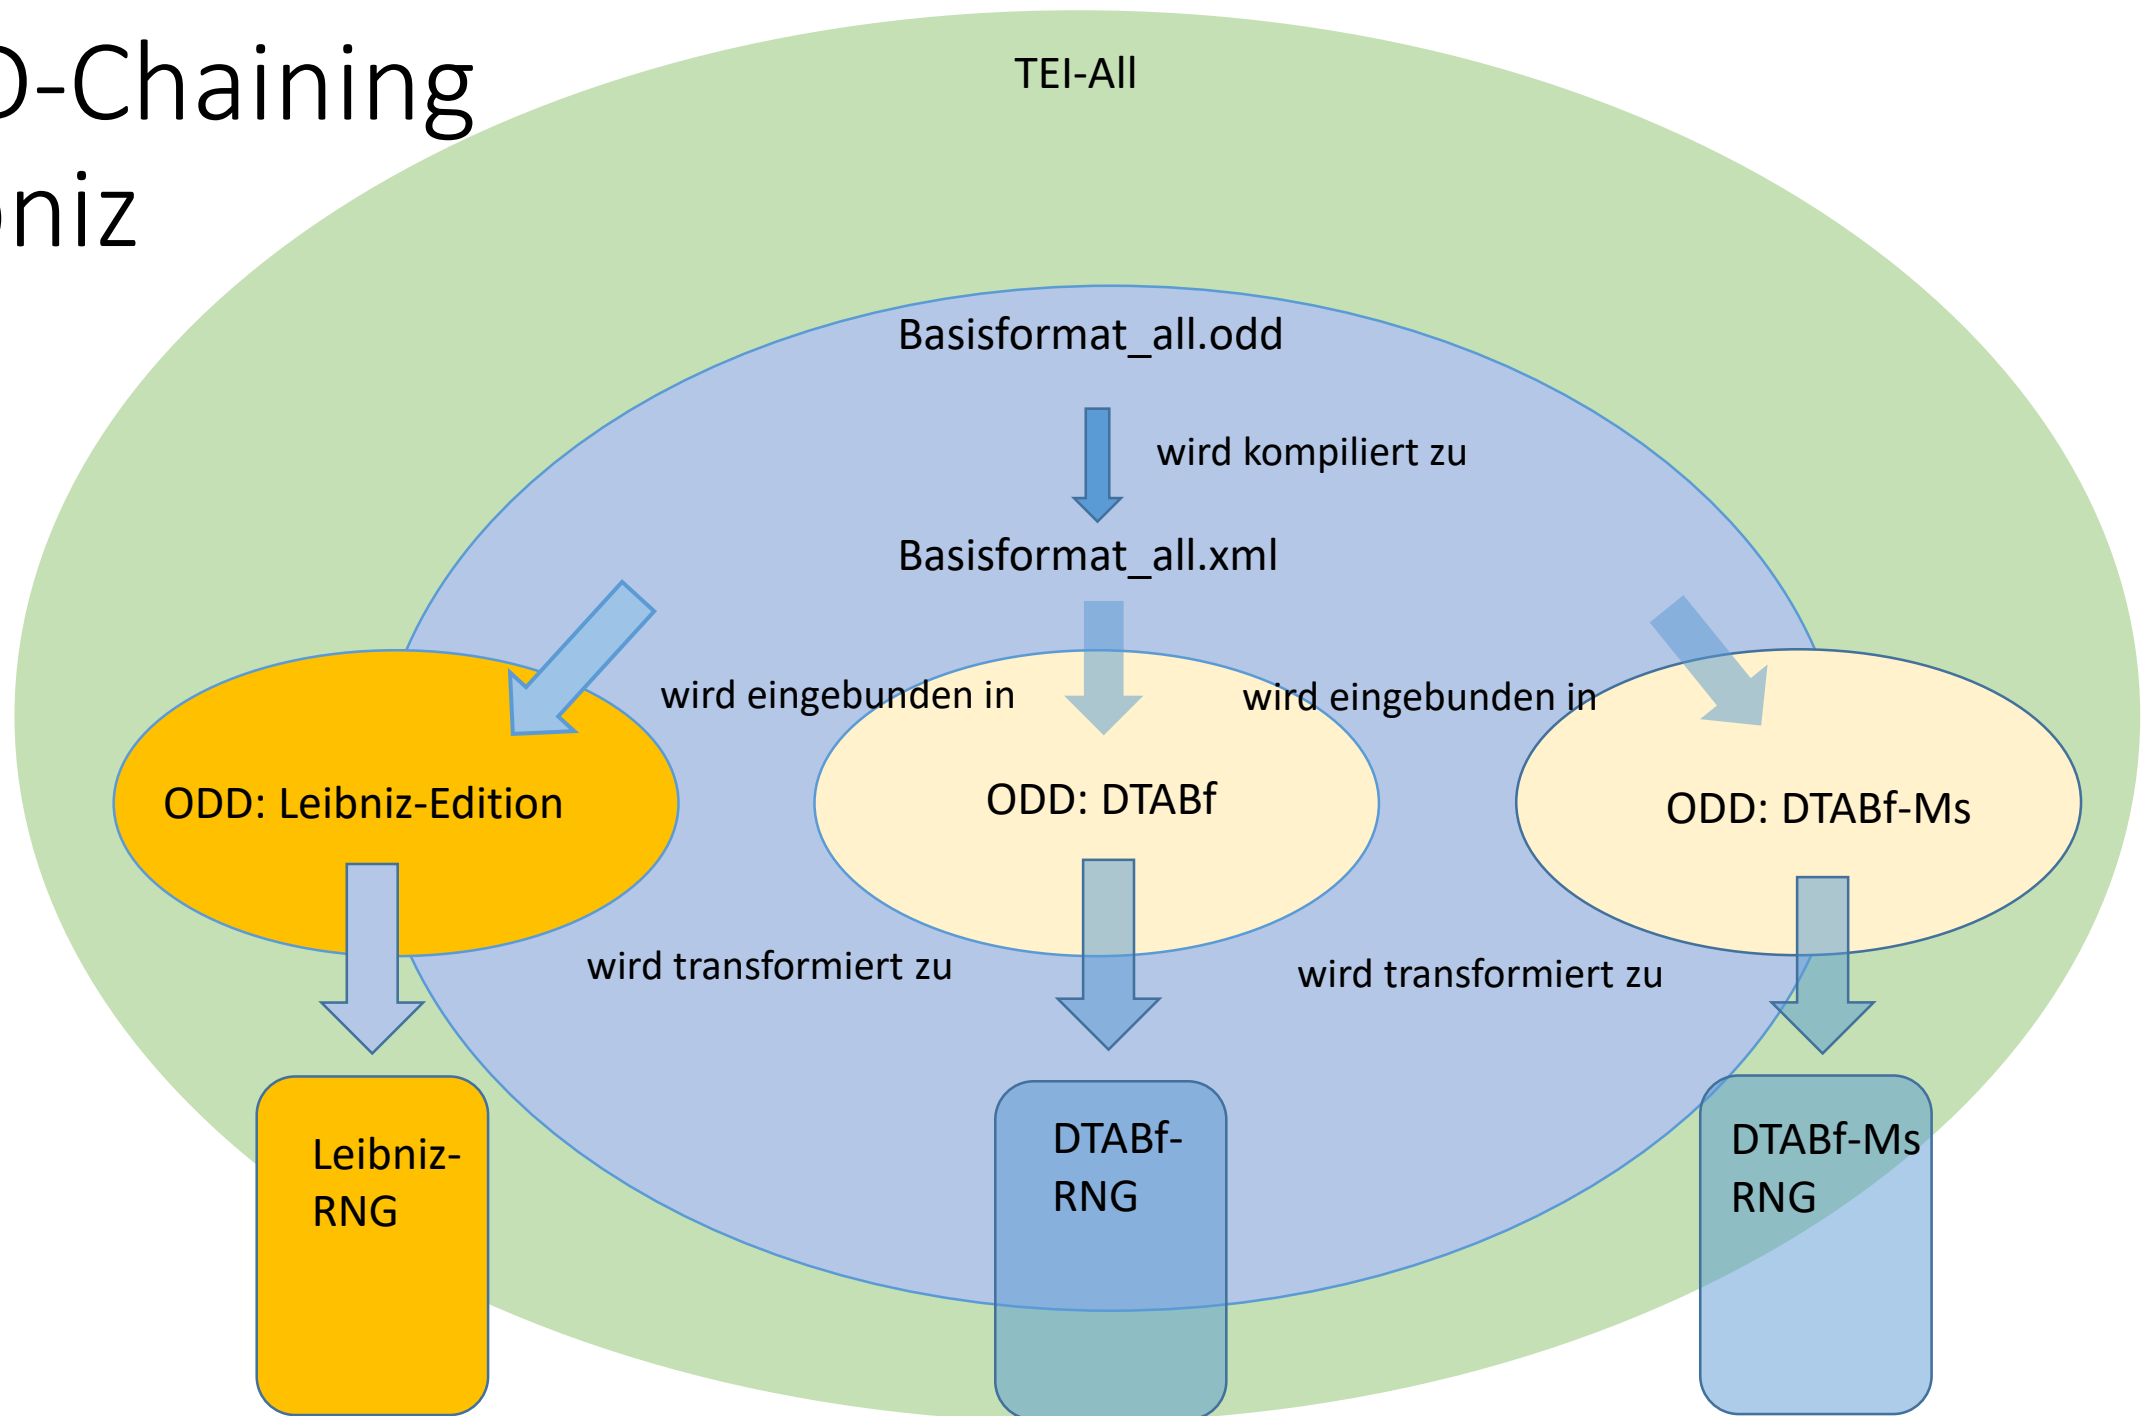 D-Chaining
niz
TEI-All
Basisformat_all.odd
wird kompiliert zu
Basisformat_all.xml
wird eingebunden in
wird eingebunden in
ODD: Leibniz-Edition
ODD: DTABf
ODD: DTABf-Ms
wird transformiert zu
wird transformiert zu
Leibniz-
RNG
DTABf-
RNG
DTABf-Ms
RNG